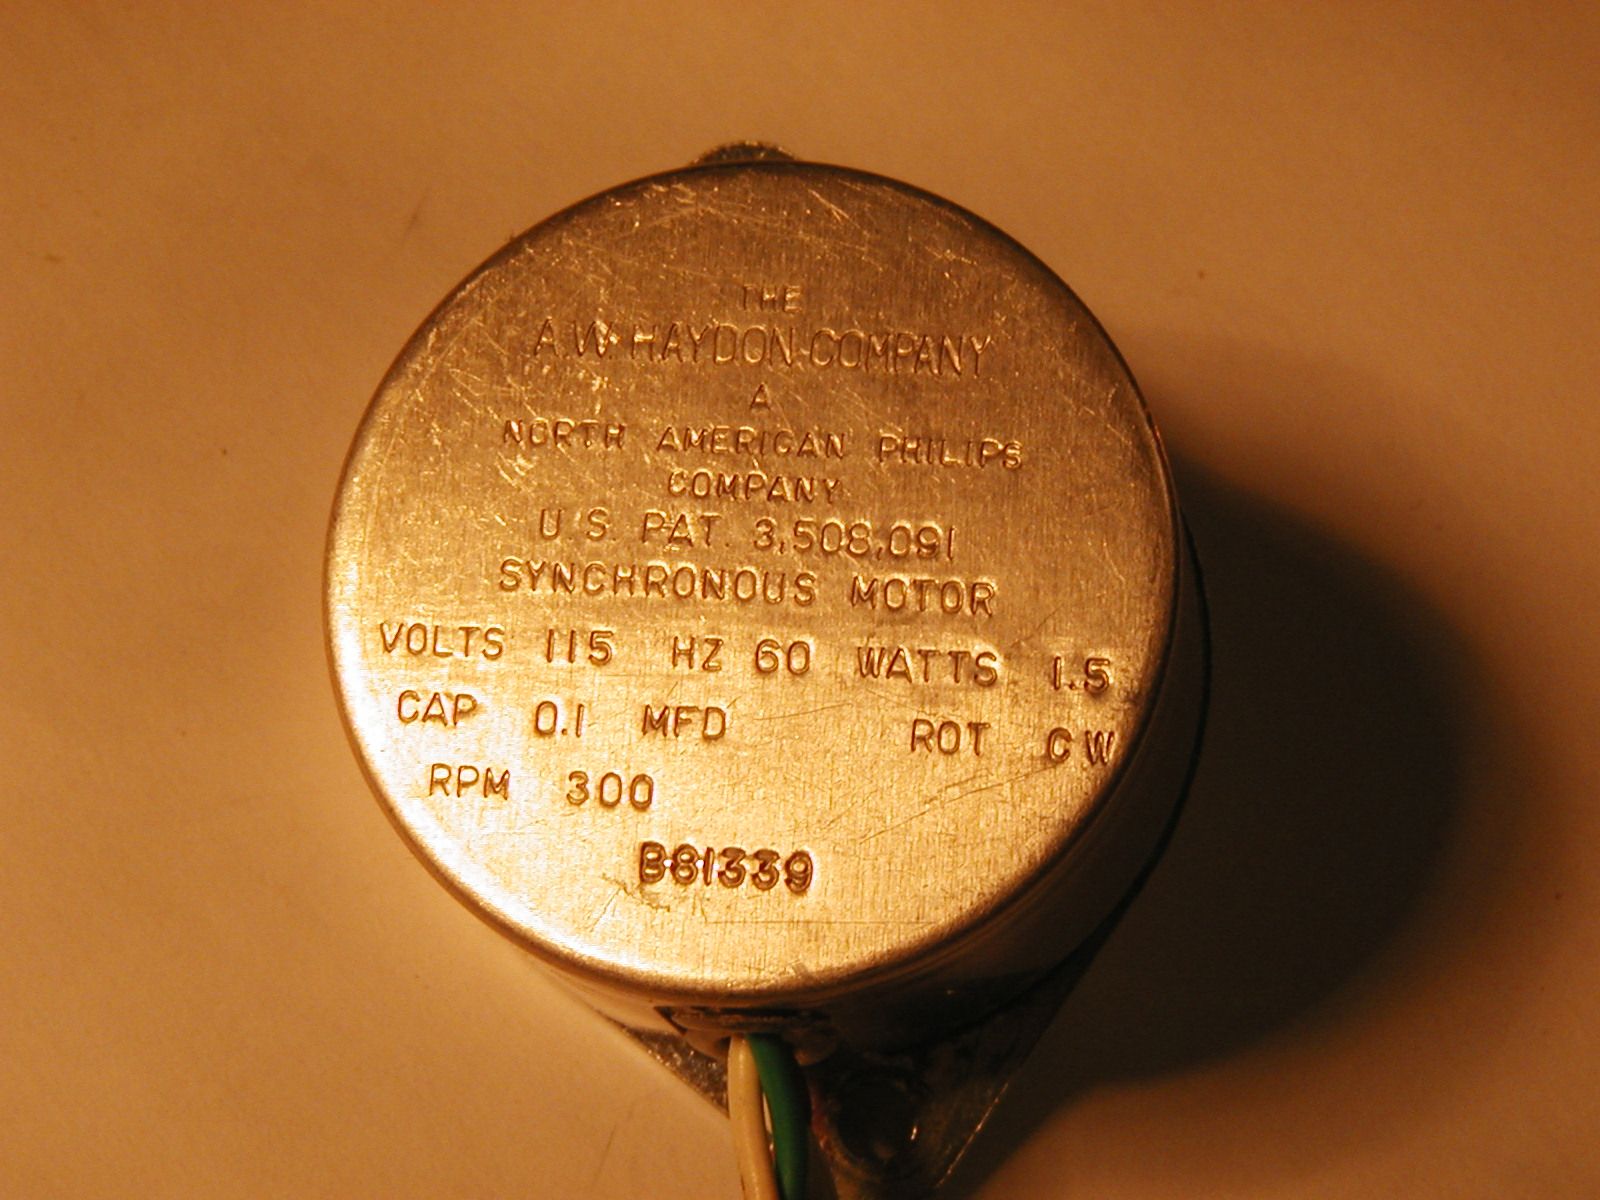 THE
A.W. HAYDON COMPANY
A
NORTH AMERICAN PHILIPS
COMPANY
U.S. PAT. 3,508,091
SYNCHRONOUS MOTOR
VOLTS 115 HZ 60 WATTS 1.5
CAP 0.1 MFD ROT CW
RPM 300
B81339